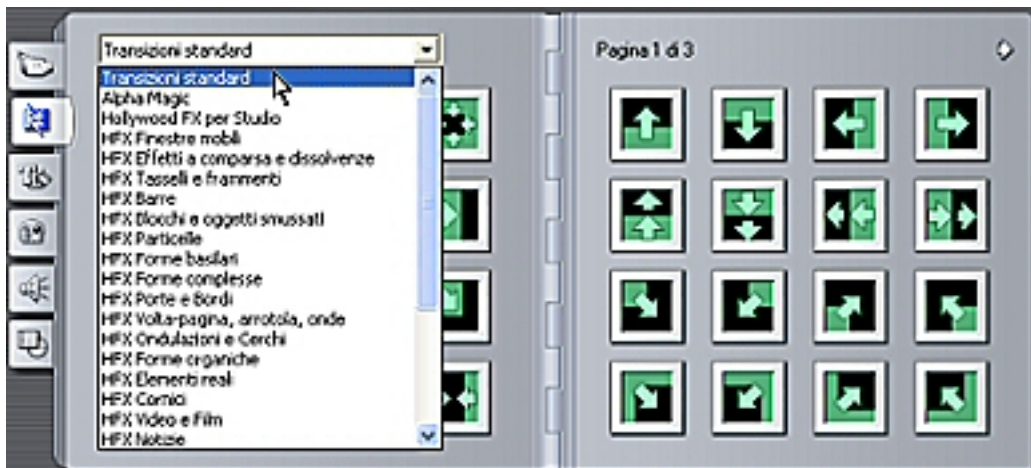 Transizioni standard
Transizioni standard
Alpha Magic
Hollywood FX per Studio
HFX Finestre mobili
HFX Effetti a comparsa e dissolvenze
HFX Tasselli e frammenti
HFX Barre
HFX Blocchi e oggetti smussati
HFX Particelle
HFX Forme basilari
HFX Forme complesse
HFX Porte e Bordi
HFX Volta-pagina, arrotola, onde
HFX Ondulazioni e Cerchi
HFX Forme organiche
HFX Elementi reali
HFX Cornici
HFX Video e Film
HFX Notizie
Pagina 1 di 3